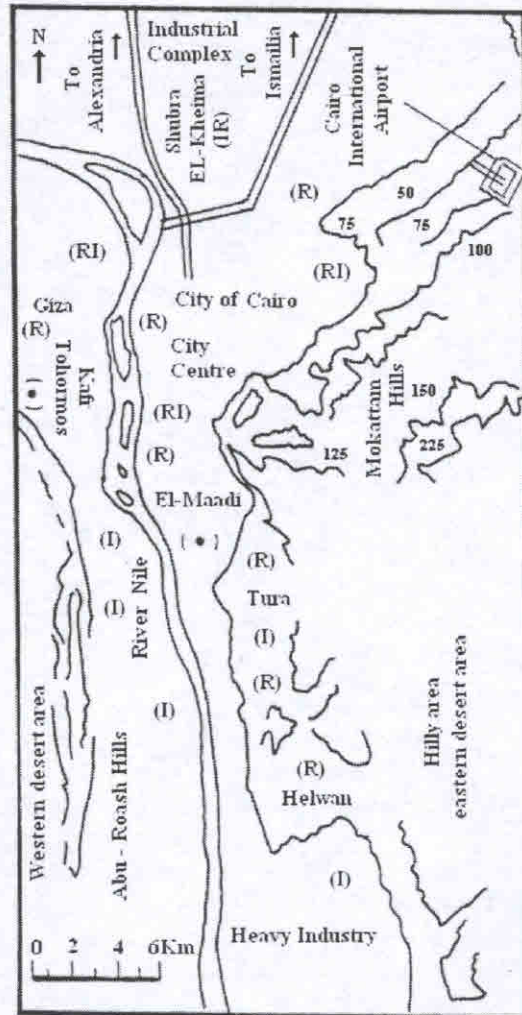 N
To
Alexandria
Industrial
Complex
Shubra
EL-Kheima
(IR)
To
Ismailia
Cairo
International
Airport
(R)
50
75
75
100
(RI)
(RI)
City of Cairo
Giza
(R)
(R)
City
Centre
Kafr
Tohormos
(•)
(RI)
Mokattam
Hills
150
(R)
125
225
El-Maadi
(I)
(•)
(R)
Tura
(I)
River Nile
(I)
(R)
(I)
Hilly area
eastern desert area
Western desert area
Abu - Roash Hills
(R)
Helwan
(I)
Heavy Industry
0 2 4 6Km